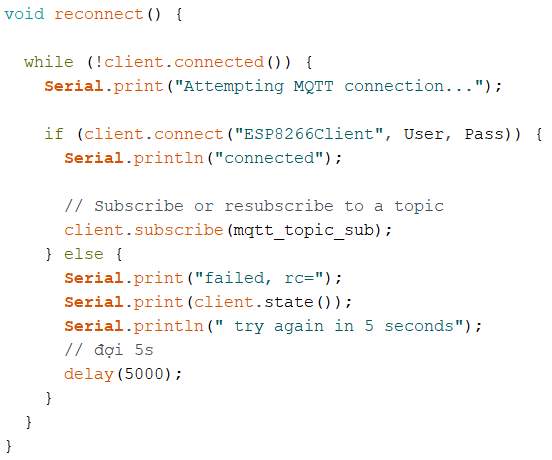 void reconnect() {
while (!client.connected()) {
Serial.print("Attempting MQTT connection...");
if (client.connect("ESP8266Client", User, Pass)) {
Serial.println("connected");
// Subscribe or resubscribe to a topic
client.subscribe(mqtt_topic_sub);
} else {
Serial.print("failed, rc=");
Serial.print(client.state());
Serial.println(" try again in 5 seconds");
// đợi 5s
delay(5000);
}
}
}